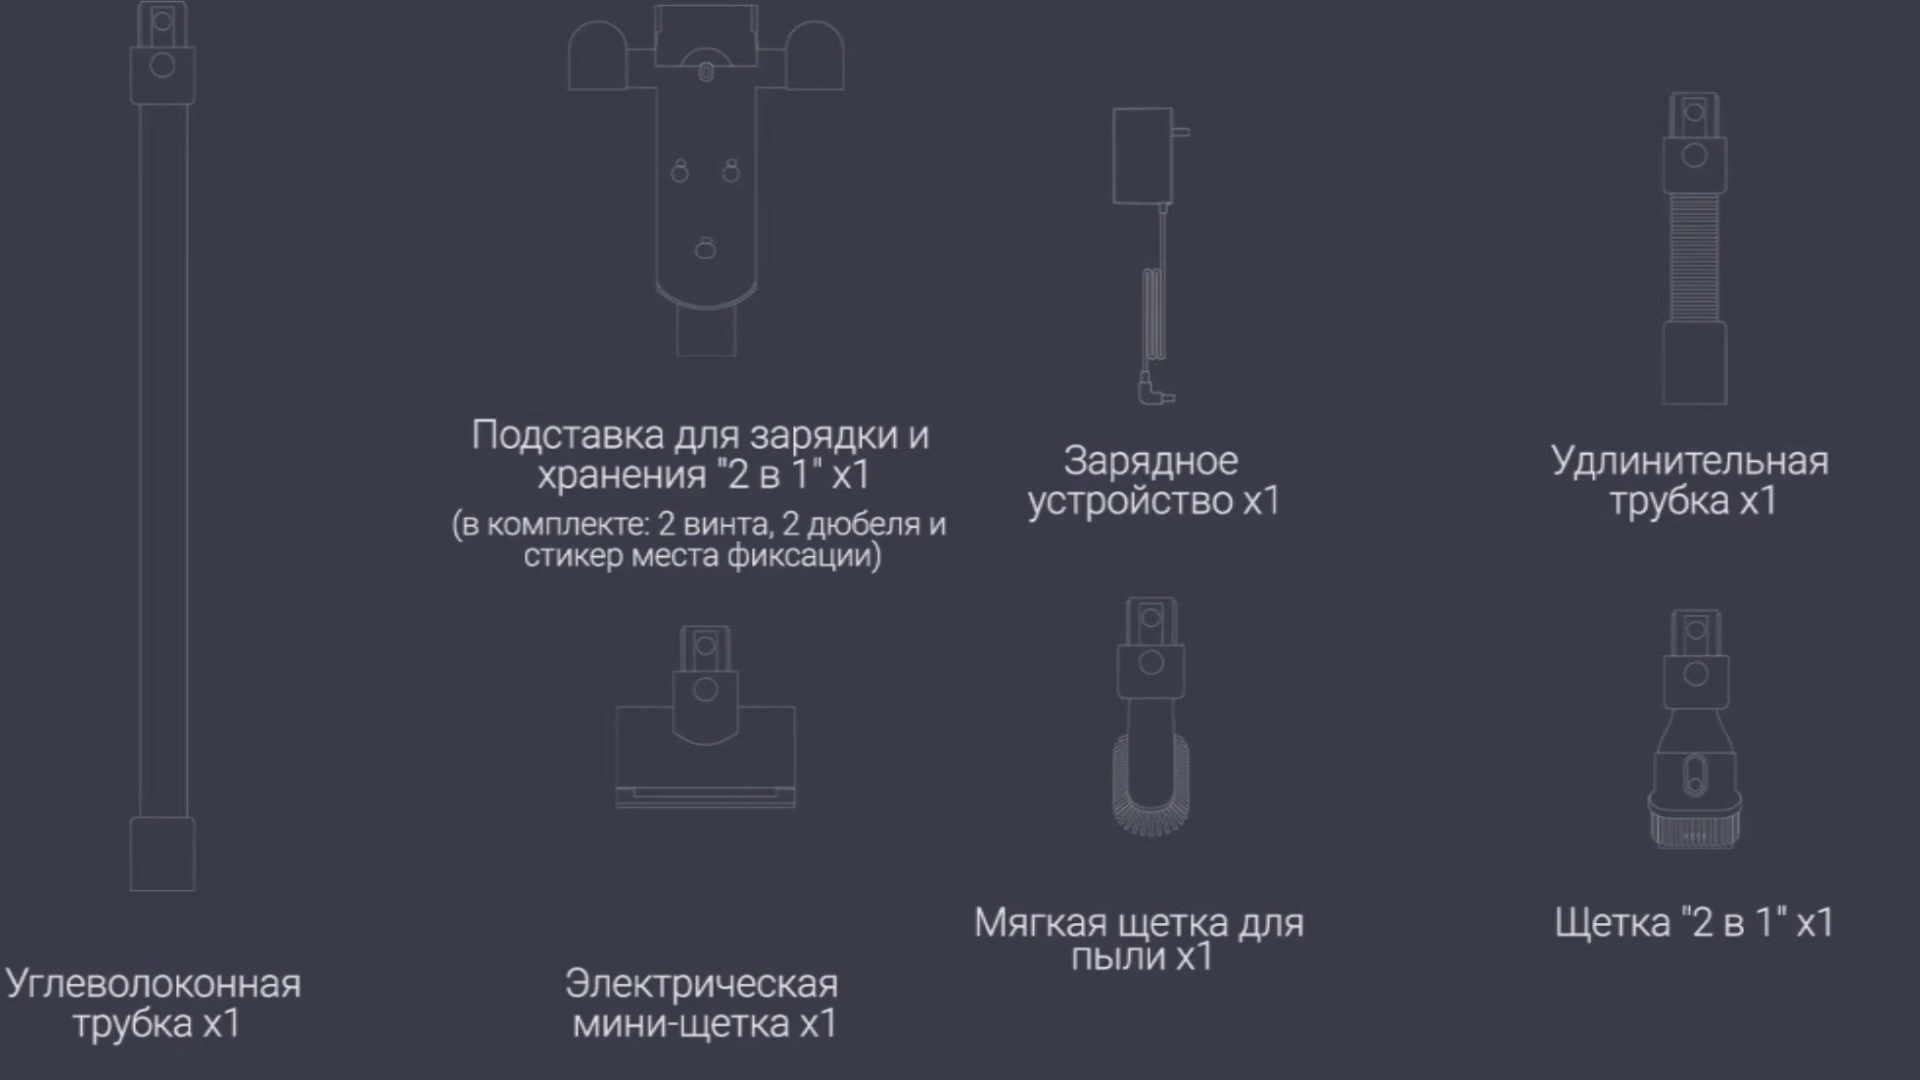 Подставка для зарядки и
хранения "2 в 1" x1
(в комплекте: 2 винта, 2 дюбеля и
стикер места фиксации)
Зарядное
устройство x1
Удлинительная
трубка x1
Углеволоконная
трубка x1
Электрическая
мини-щетка x1
Мягкая щетка для
пыли x1
Щетка "2 в 1" x1